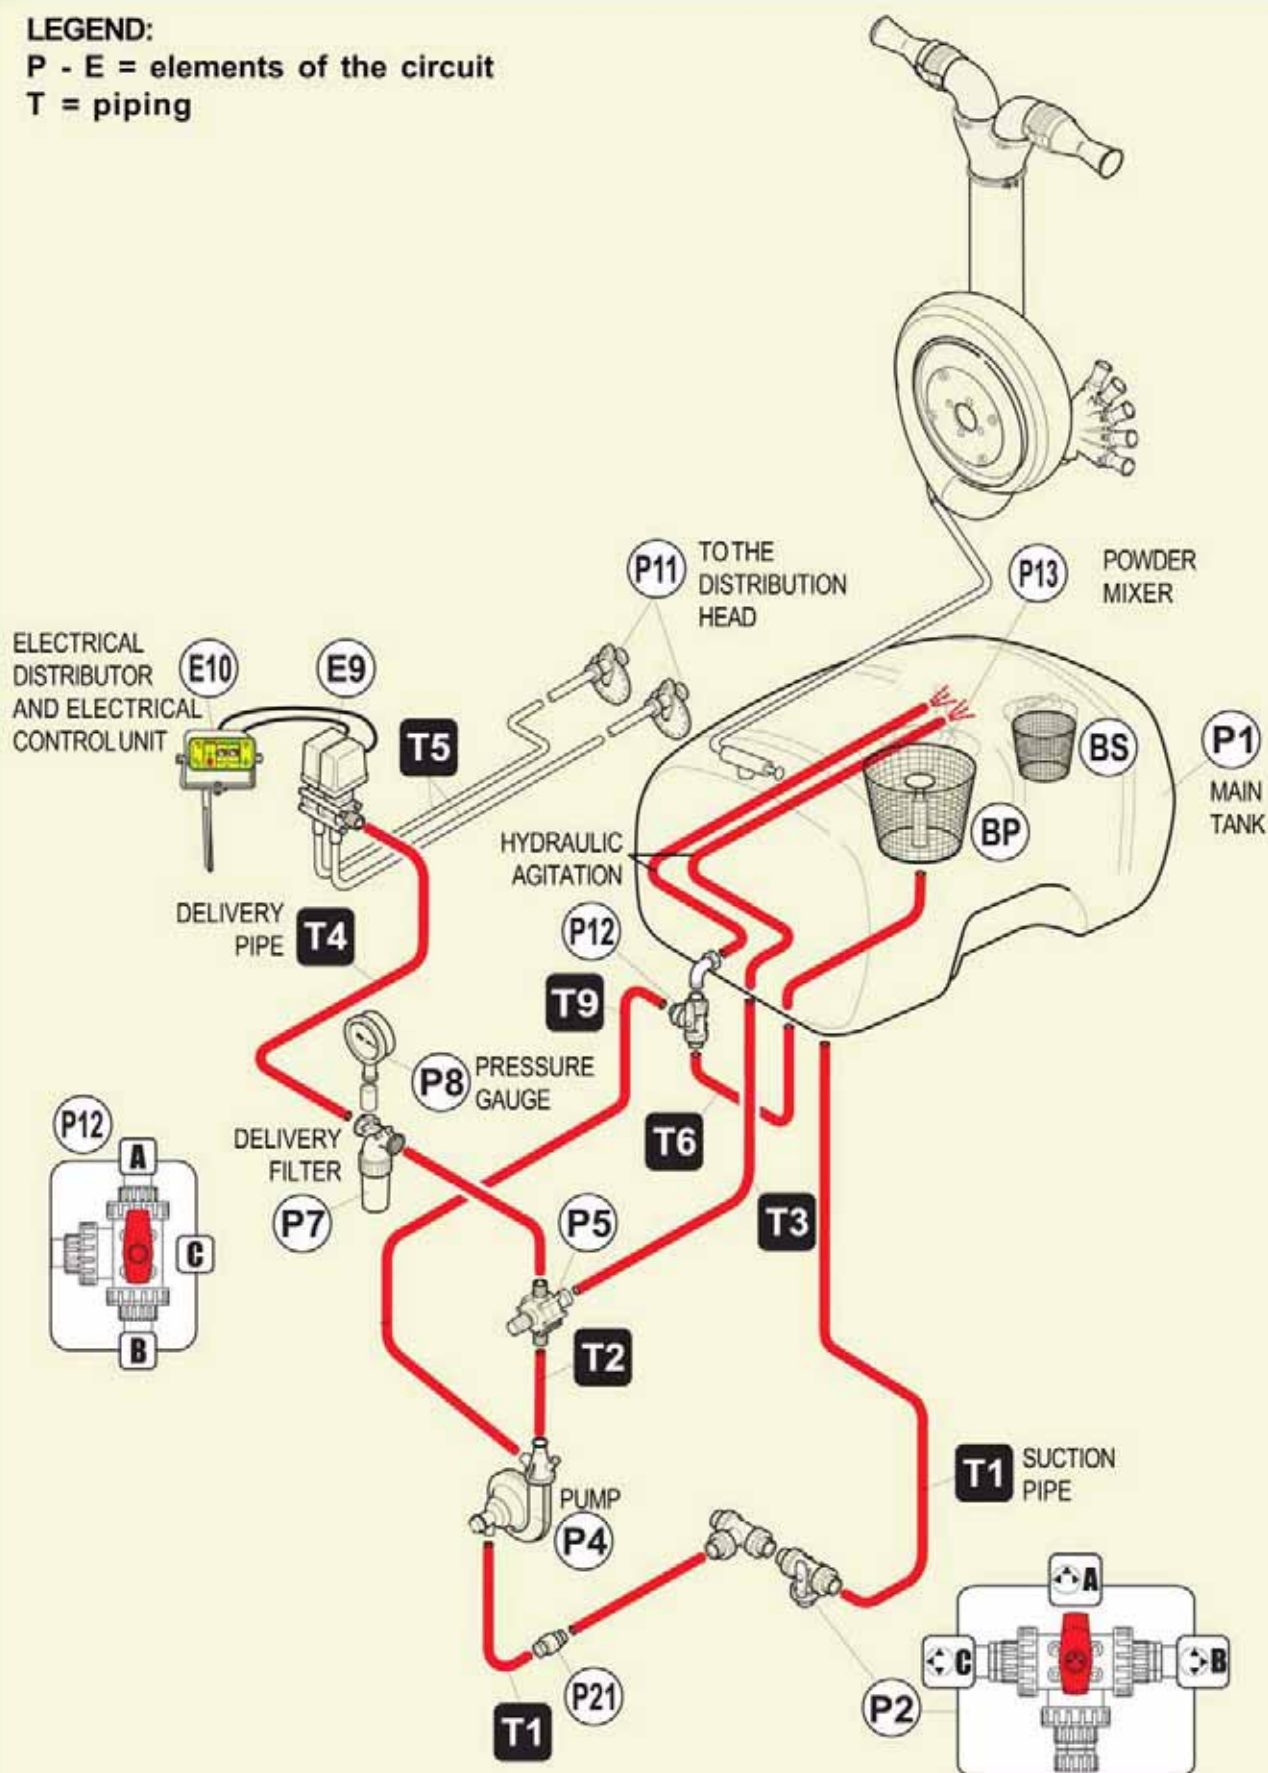 LEGEND:
P - E = elements of the circuit
T = piping
P11
TO THE
DISTRIBUTION
HEAD
P13
POWDER
MIXER
ELECTRICAL
DISTRIBUTOR
AND ELECTRICAL
CONTROL UNIT
E10
E9
T5
BS
P1
MAIN
TANK
BP
HYDRAULIC
AGITATION
DELIVERY
PIPE
T4
P12
T9
P8
PRESSURE
GAUGE
P12
A
C
B
DELIVERY
FILTER
P7
T6
P5
T3
T2
T1
SUCTION
PIPE
PUMP
P4
P21
T1
P2
A
C
B